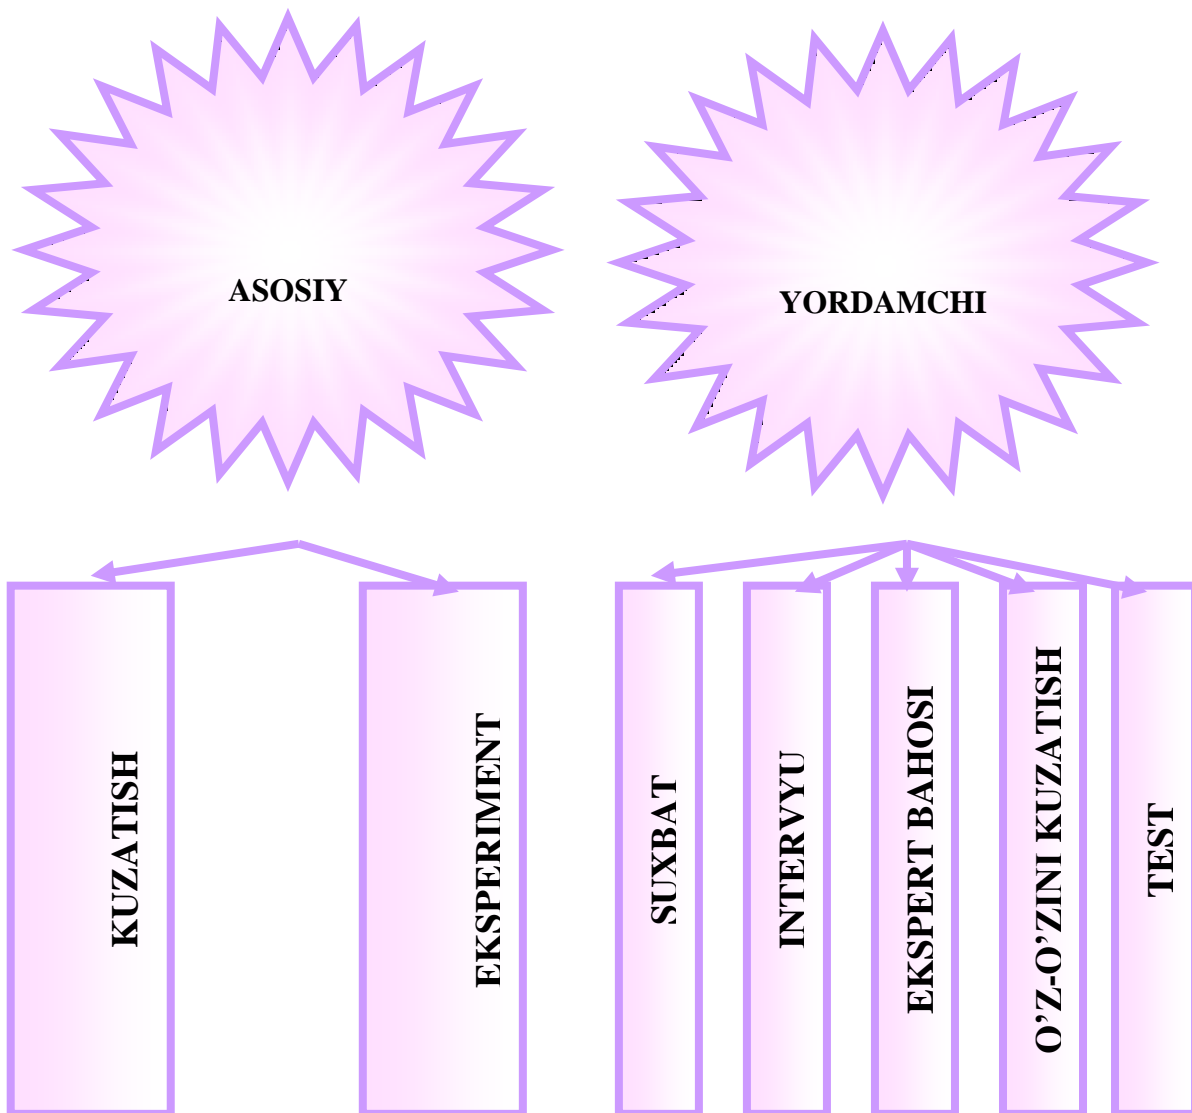 ASOSIY
YORDAMCHI
KUZATISH
EKSPERIMENT
SUXBAT
INTERVYU
EKSPERT BAHOSI
O’Z-O’ZINI KUZATISH
TEST